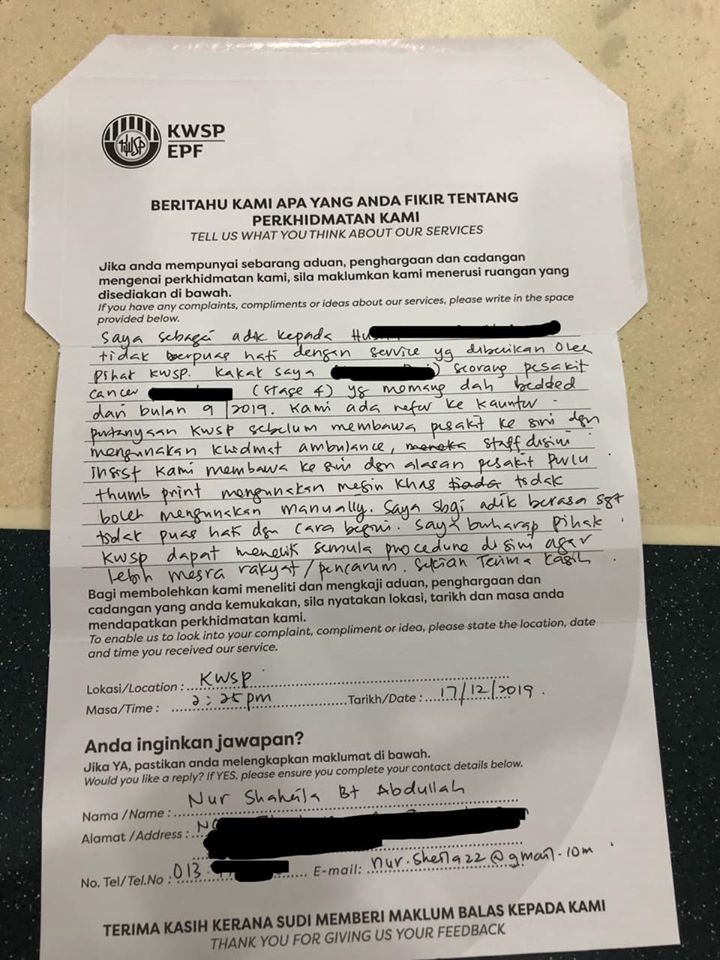 KWSP
EPF
BERITAHU KAMI APA YANG ANDA FIKIR TENTANG
PERKHIDMATAN KAMI
TELL US WHAT YOU THINK ABOUT OUR SERVICES
Jika anda mempunyai sebarang aduan, penghargaan dan cadangan
mengenai perkhidmatan kami, sila maklumkan kami menerusi ruangan yang
disediakan di bawah.
If you have any complaints, compliments or ideas about our services, please write in the space
provided below.
Saya sebagai adik kepada
tidak berpuas hati dengan service yg diberikan oleh
pihak KWSP. Kakak saya ) seorang pesakit
cancer (stage 4) yg memang dah bedded
dari bulan 9/2019. Kami ada refer ke kaunter
pertanyaan KWSP sebelum membawa pesakit ke sini dgn
mengunakan khidmat ambulance, staff disini
insist kami membawa ke sini dgn alasan pesakit perlu
thumb print mengunakan mesin khas tiada tidak
boleh mengunakan manually. Saya sbgi adik berasa sgt
tidak puas hati dgn cara begini. Saya berharap pihak
KWSP dapat menelik semula procedure disini agar
lebih mesra rakyat/pencarum. Sekian Terima kasih
Bagi membolehkan kami meneliti dan mengkaji aduan, penghargaan dan
cadangan yang anda kemukakan, sila nyatakan lokasi, tarikh dan masa anda
mendapatkan perkhidmatan kami.
To enable us to look into your complaint, compliment or idea, please state the location, date
and time you received our service.
Lokasi/Location : KWSP
Masa/Time : 2:25pm Tarikh/Date : 17/12/2019.
Anda inginkan jawapan?
Jika YA, pastikan anda melengkapkan maklumat di bawah.
Would you like a reply? If YES, please ensure you complete your contact details below.
Nama /Name : Nur Shaheila Bt Abdullah
Alamat /Address :
No. Tel/Tel.No : 013 E-mail: nur.sheila22@gmail.com
TERIMA KASIH KERANA SUDI MEMBERI MAKLUM BALAS KEPADA KAMI
THANK YOU FOR GIVING US YOUR FEEDBACK